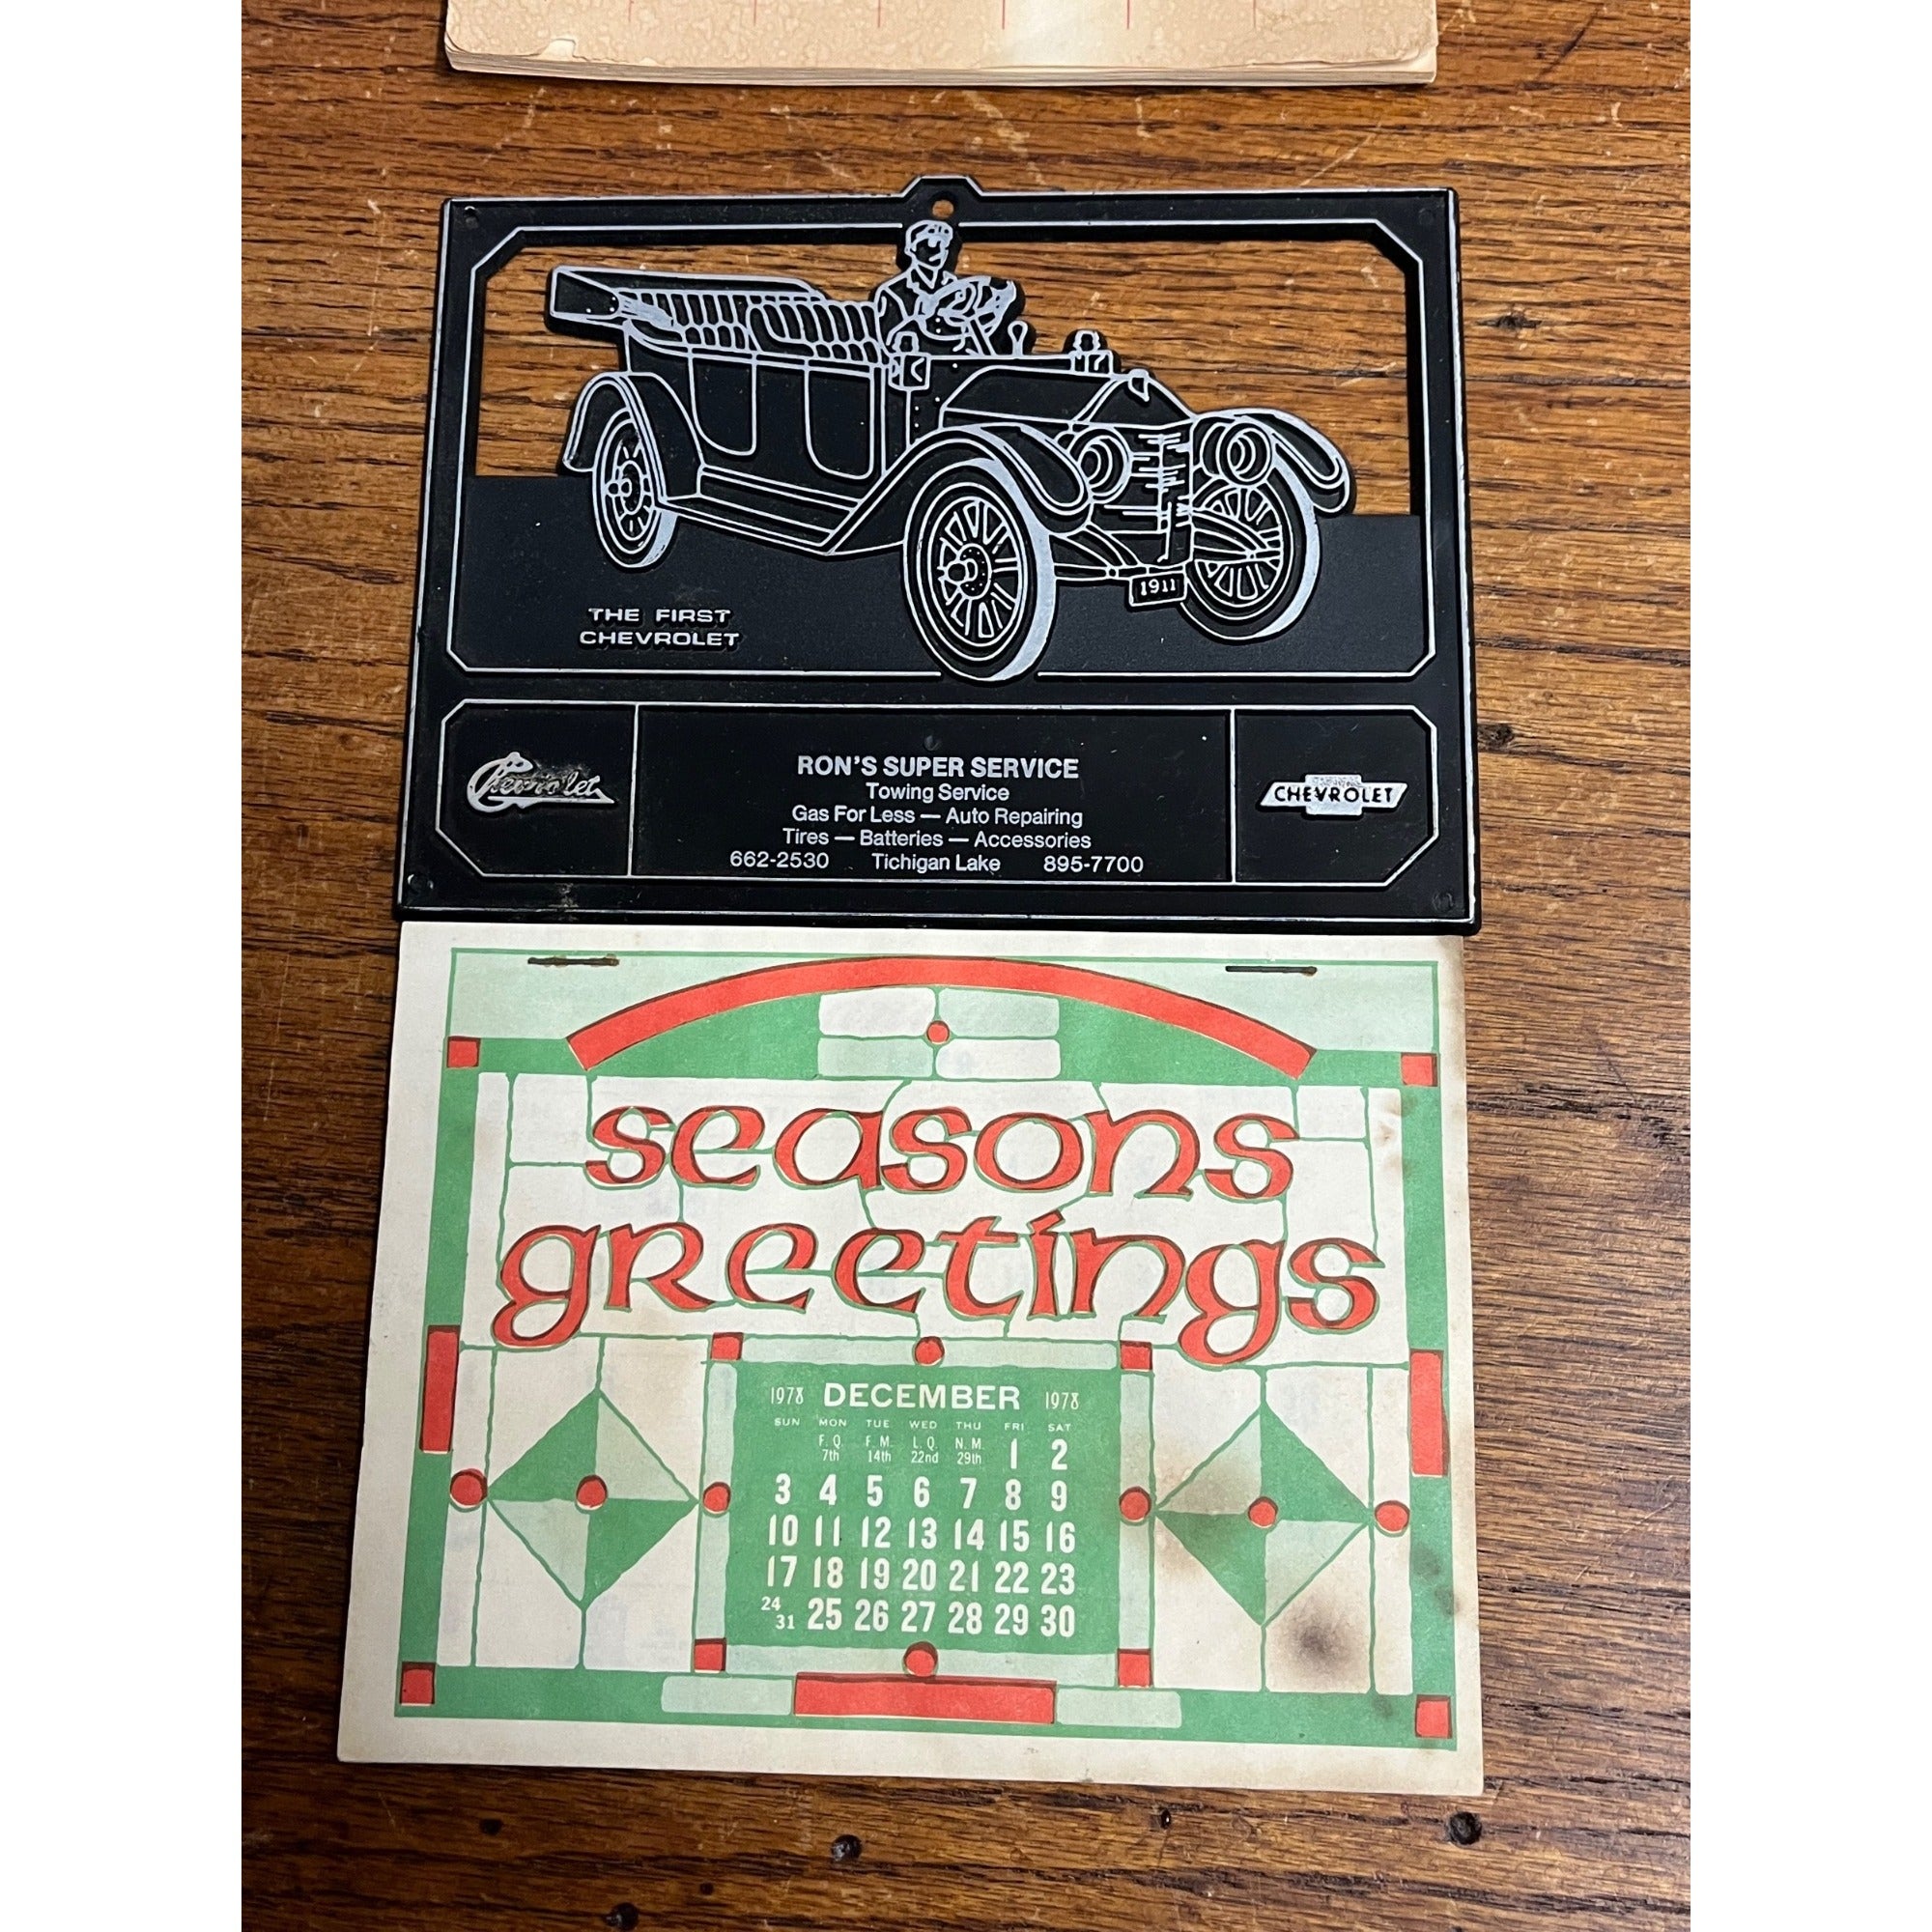 1911
THE FIRST
CHEVROLET
Chevrolet
RON'S SUPER SERVICE
Towing Service
Gas For Less — Auto Repairing
Tires — Batteries — Accessories
662-2530 Tichigan Lake 895-7700
CHEVROLET
seasons
greetings
1978 DECEMBER 1978
SUN MON TUE WED THU FRI SAT
F. Q. 7th F. M. 14th L. Q. 22nd N. M. 29th 1 2
3 4 5 6 7 8 9
10 11 12 13 14 15 16
17 18 19 20 21 22 23
24 31 25 26 27 28 29 30